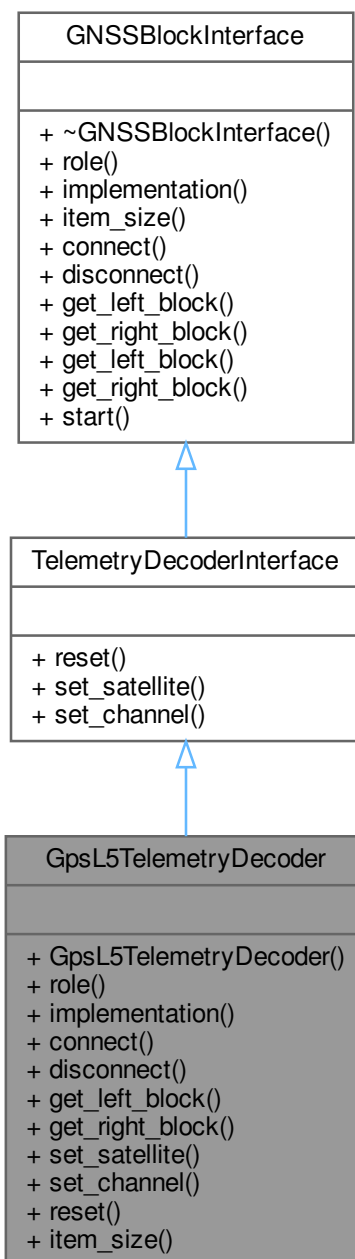 GNSSBlockInterface
+ ~GNSSBlockInterface()
+ role()
+ implementation()
+ item_size()
+ connect()
+ disconnect()
+ get_left_block()
+ get_right_block()
+ get_left_block()
+ get_right_block()
+ start()
TelemetryDecoderInterface
+ reset()
+ set_satellite()
+ set_channel()
GpsL5TelemetryDecoder
+ GpsL5TelemetryDecoder()
+ role()
+ implementation()
+ connect()
+ disconnect()
+ get_left_block()
+ get_right_block()
+ set_satellite()
+ set_channel()
+ reset()
+ item_size()